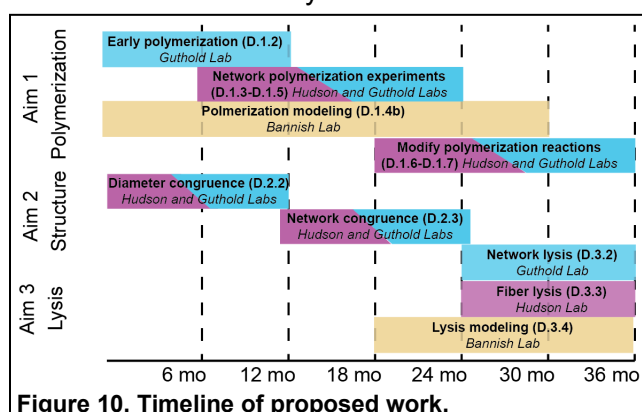 Early polymerization (D.1.2)
Guthold Lab
Network polymerization experiments
(D.1.3-D.1.5) Hudson and Guthold Labs
Polmerization modeling (D.1.4b)
Bannish Lab
Modify polymerization reactions
(D.1.6-D.1.7) Hudson and Guthold Labs
Aim 1
Polymerization
Diameter congruence (D.2.2)
Hudson and Guthold Labs
Network congruence (D.2.3)
Hudson and Guthold Labs
Aim 2
Structure
Network lysis (D.3.2)
Guthold Lab
Fiber lysis (D.3.3)
Hudson Lab
Lysis modeling (D.3.4)
Bannish Lab
Aim 3
Lysis
6 mo 12 mo 18 mo 24 mo 30 mo 36 mo
Figure 10. Timeline of proposed work.